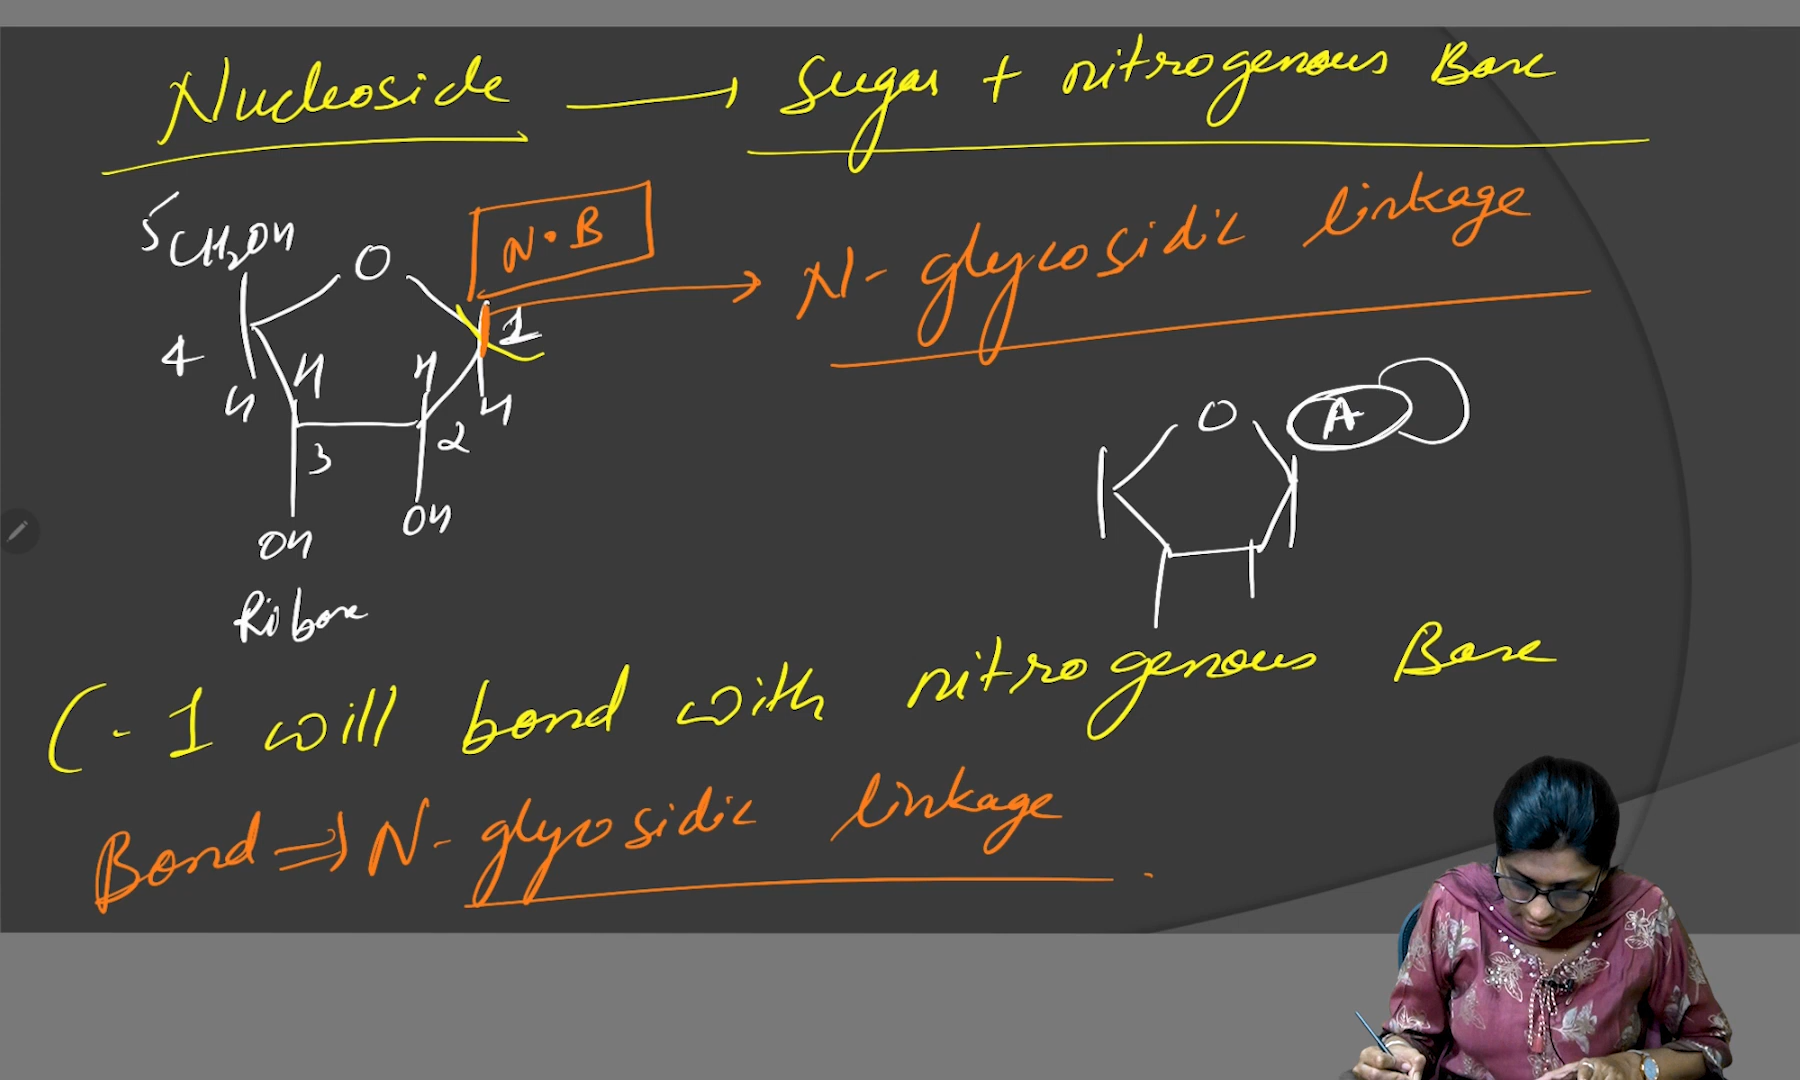 Nucleoside → Sugar + nitrogenous Base
N•B
N-glycosidic linkage
5 CH₂OH
O
1
4
H
H
H
H
3
2
OH
OH
Ribose
O
A
C-1 will bond with nitrogenous Base
Bond ⇒ N-glycosidic linkage.